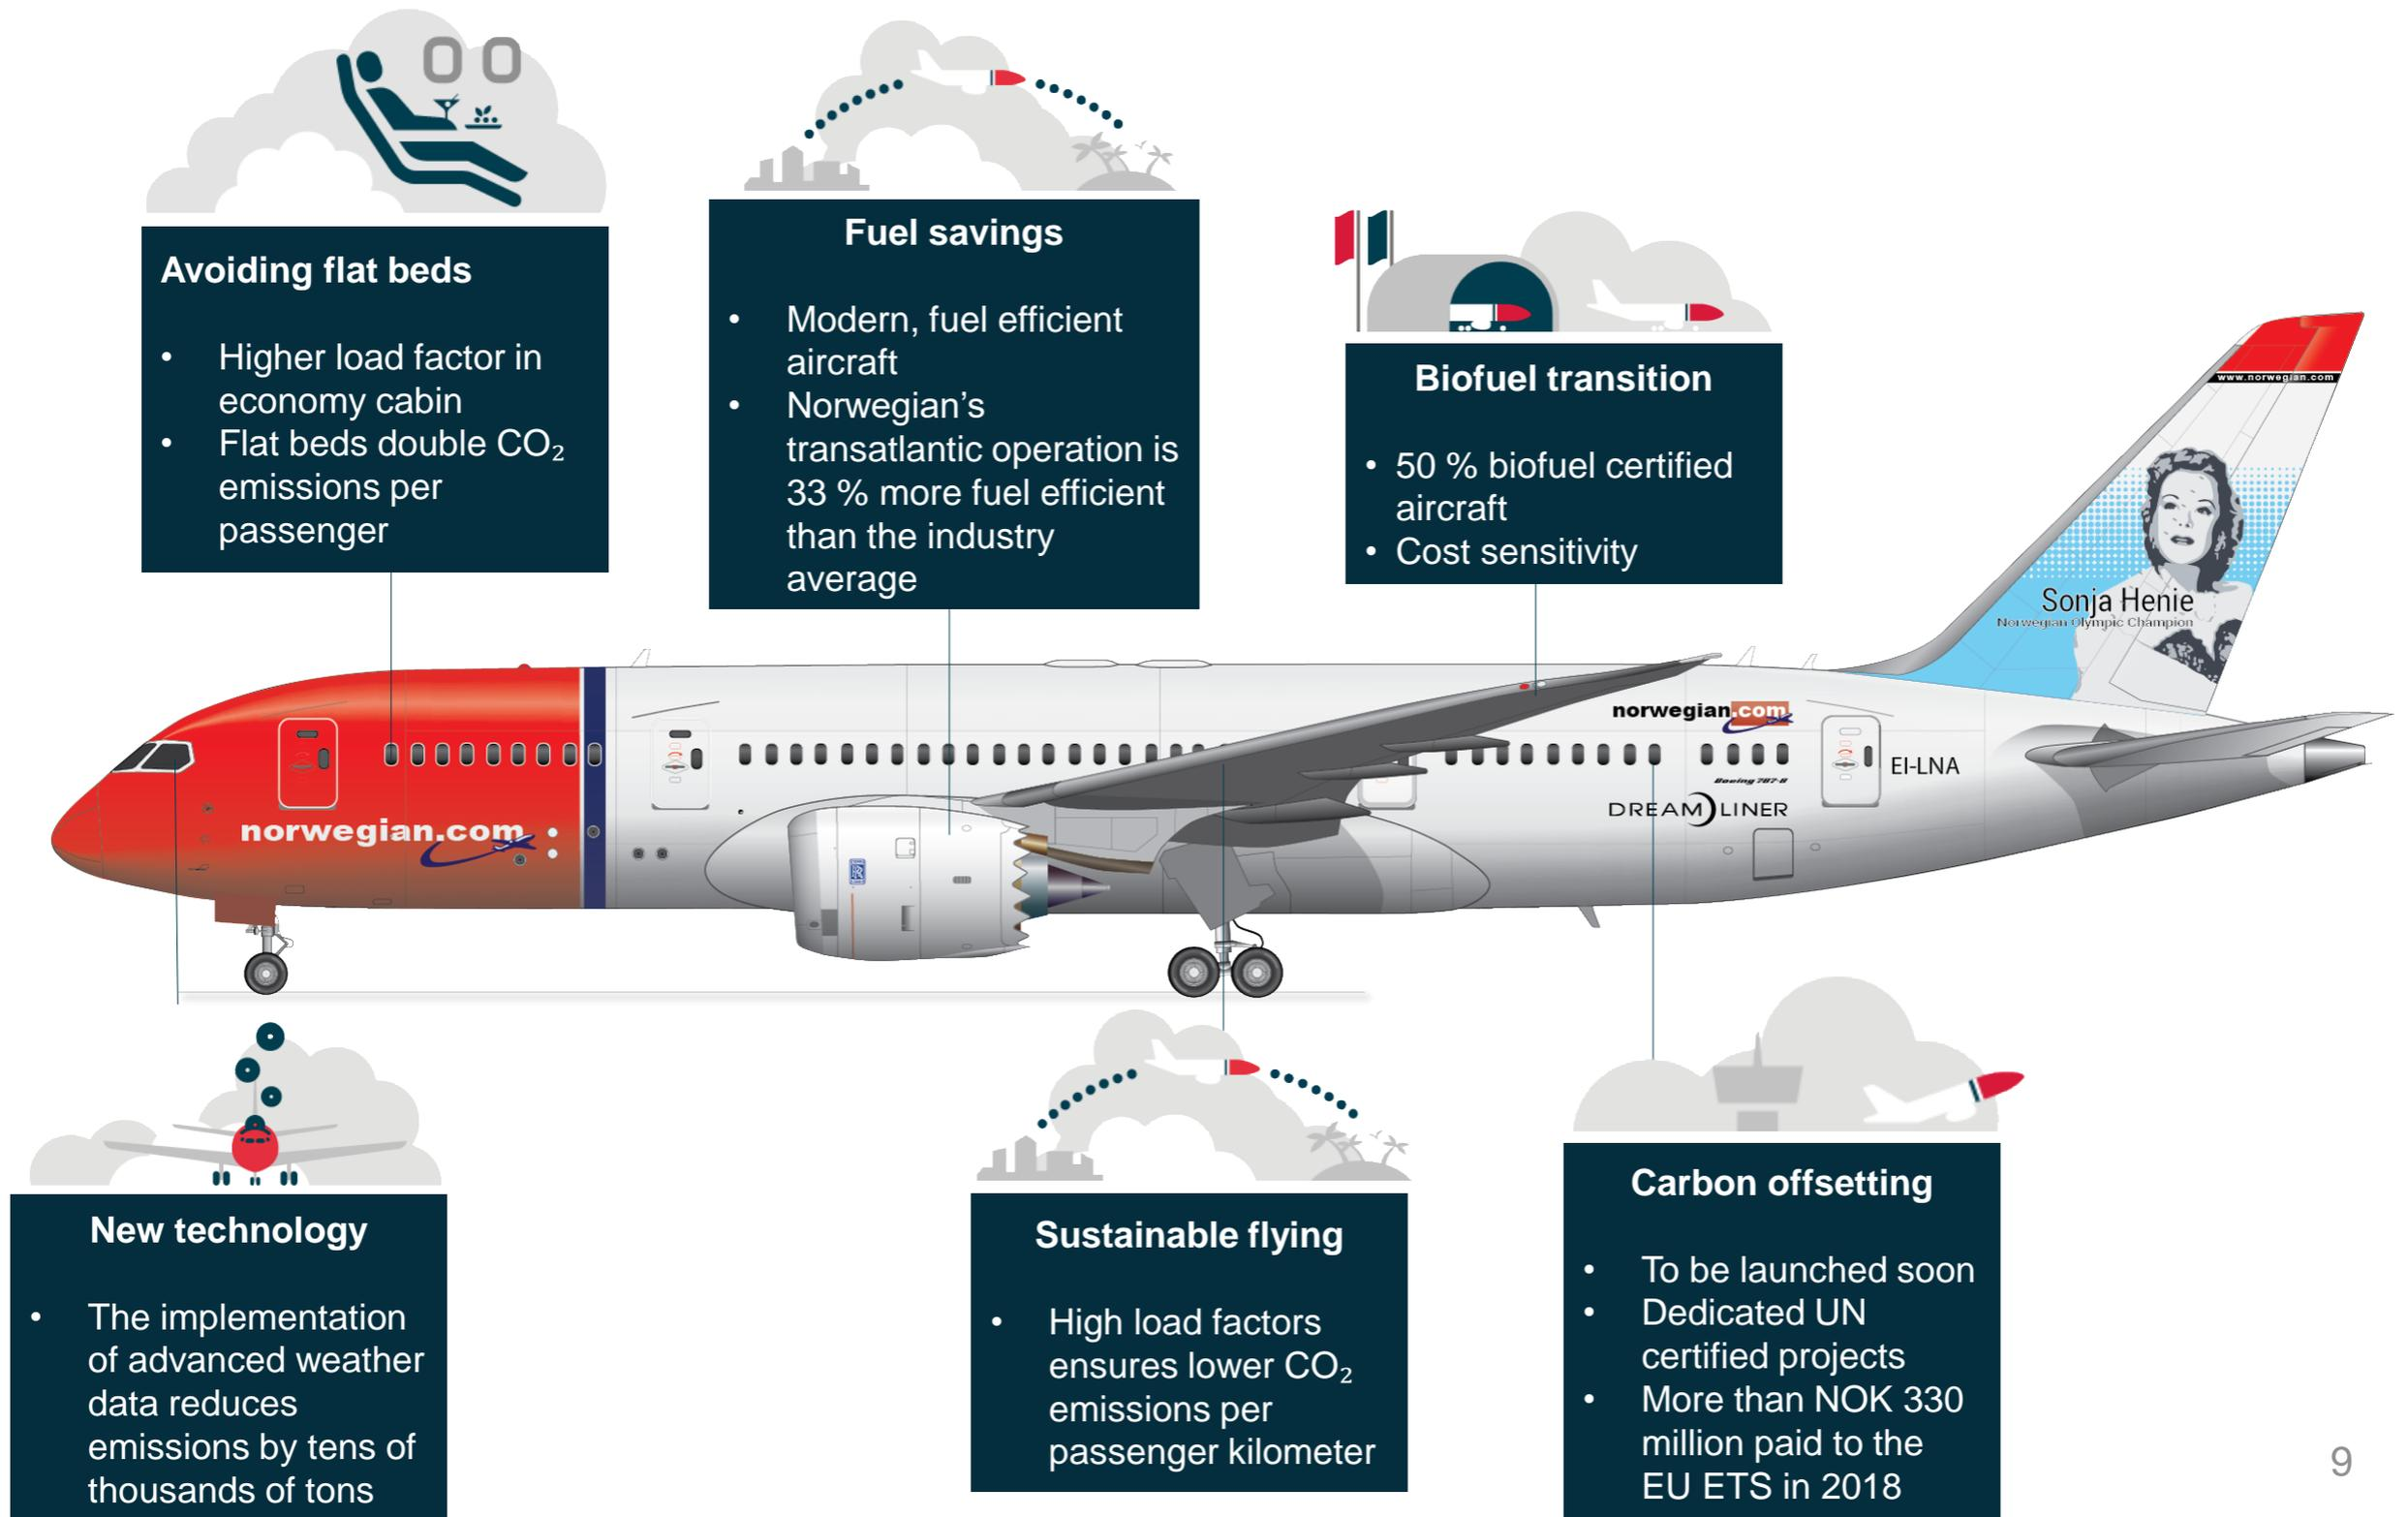 Avoiding flat beds
• Higher load factor in
economy cabin
• Flat beds double CO₂
emissions per
passenger
Fuel savings
• Modern, fuel efficient
aircraft
• Norwegian’s
transatlantic operation is
33 % more fuel efficient
than the industry
average
Biofuel transition
• 50 % biofuel certified
aircraft
• Cost sensitivity
www.norwegian.com
Sonja Henie
Norwegian Olympic Champion
norwegian.com
norwegian.com
EI-LNA
Boeing 787-8
DREAMLINER
New technology
• The implementation
of advanced weather
data reduces
emissions by tens of
thousands of tons
Sustainable flying
• High load factors
ensures lower CO₂
emissions per
passenger kilometer
Carbon offsetting
• To be launched soon
• Dedicated UN
certified projects
• More than NOK 330
million paid to the
EU ETS in 2018
9